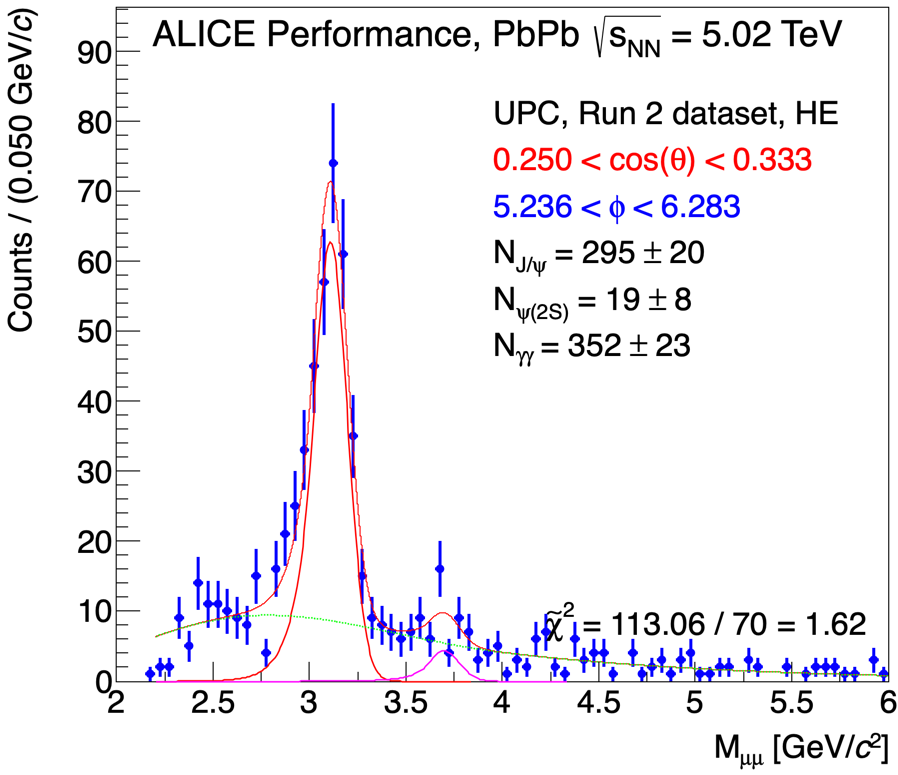 ALICE Performance, PbPb √sNN = 5.02 TeV
UPC, Run 2 dataset, HE
0.250 < cos(θ) < 0.333
5.236 < ϕ < 6.283
NJ/ψ = 295 ± 20
Nψ(2S) = 19 ± 8
Nγγ = 352 ± 23
χ̃² = 113.06 / 70 = 1.62
Counts / (0.050 GeV/c)
90
80
70
60
50
40
30
20
10
0
2 2.5 3 3.5 4 4.5 5 5.5 6
Mμμ [GeV/c²]